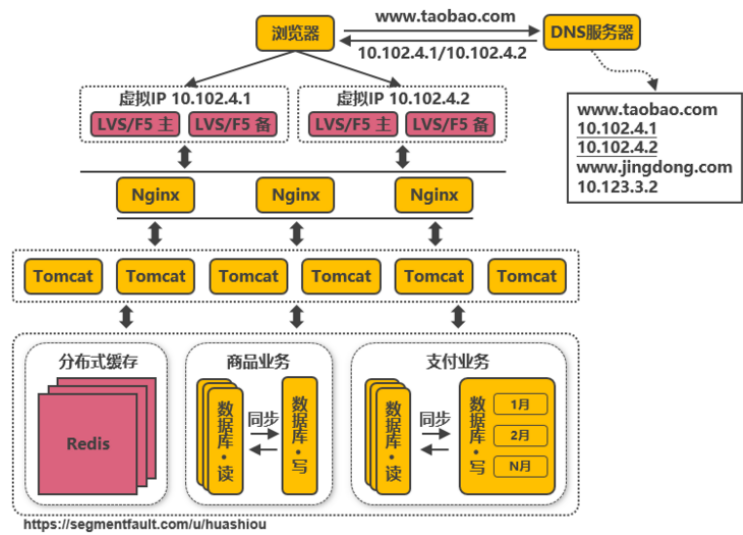 浏览器
www.taobao.com
10.102.4.1/10.102.4.2
DNS服务器
虚拟IP 10.102.4.1
LVS/F5 主
LVS/F5 备
虚拟IP 10.102.4.2
LVS/F5 主
LVS/F5 备
www.taobao.com
10.102.4.1
10.102.4.2
www.jingdong.com
10.123.3.2
Nginx
Nginx
Nginx
Tomcat
Tomcat
Tomcat
Tomcat
Tomcat
Tomcat
分布式缓存
Redis
商品业务
数据库·读
同步
数据库·写
支付业务
数据库·读
同步
数据库·写
1月
2月
N月
https://segmentfault.com/u/huashiou